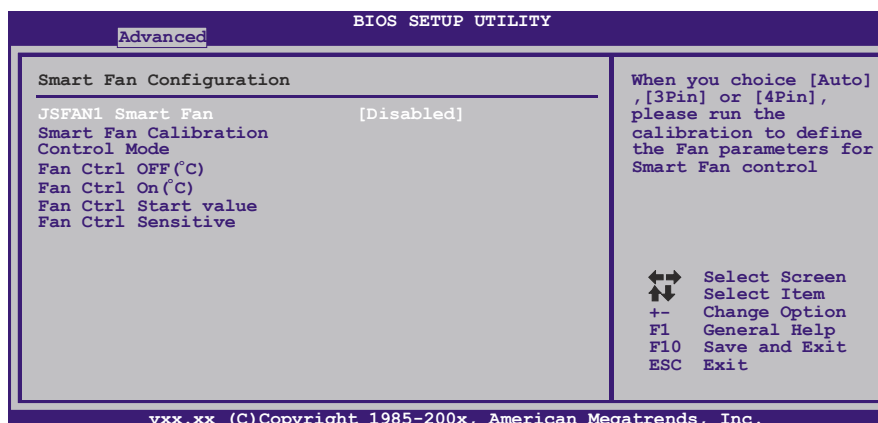 BIOS SETUP UTILITY
Advanced
Smart Fan Configuration
JSFAN1 Smart Fan [Disabled]
Smart Fan Calibration
Control Mode
Fan Ctrl OFF(°C)
Fan Ctrl On(°C)
Fan Ctrl Start value
Fan Ctrl Sensitive
When you choice [Auto]
,[3Pin] or [4Pin],
please run the
calibration to define
the Fan parameters for
Smart Fan control
Select Screen
Select Item
+- Change Option
F1 General Help
F10 Save and Exit
ESC Exit
vxx.xx (C)Copyright 1985-200x, American Megatrends, Inc.